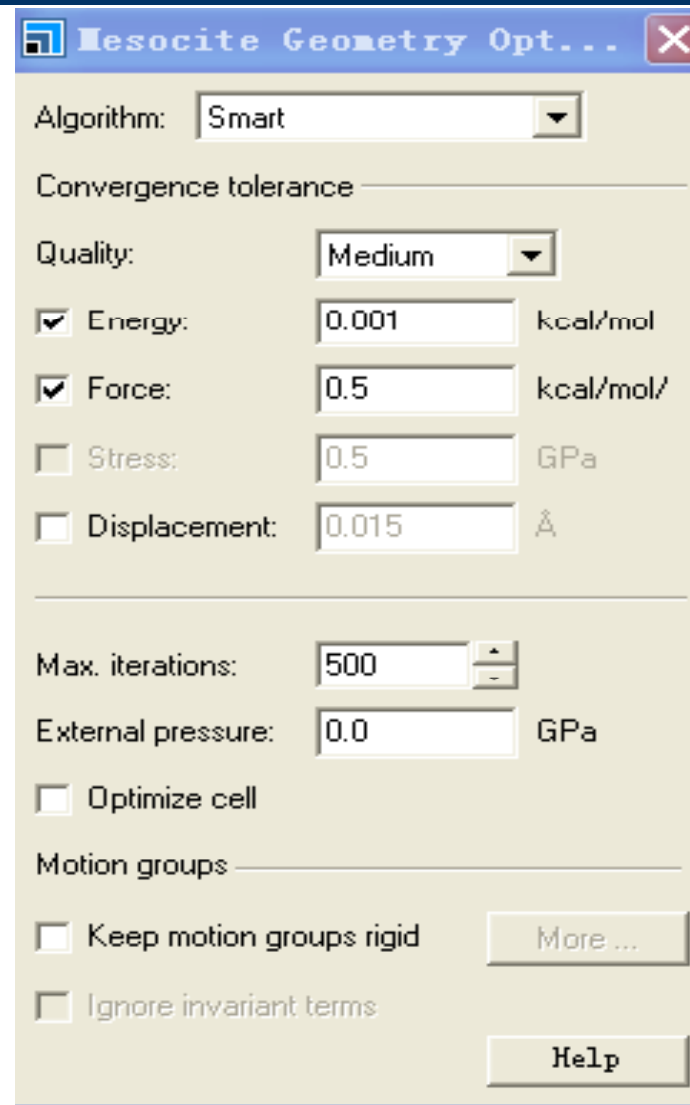 Mesocite Geometry Opt...
Algorithm: Smart
Convergence tolerance
Quality: Medium
Energy: 0.001 kcal/mol
Force: 0.5 kcal/mol/
Stress: 0.5 GPa
Displacement: 0.015 Å
Max. iterations: 500
External pressure: 0.0 GPa
Optimize cell
Motion groups
Keep motion groups rigid More ...
Ignore invariant terms
Help